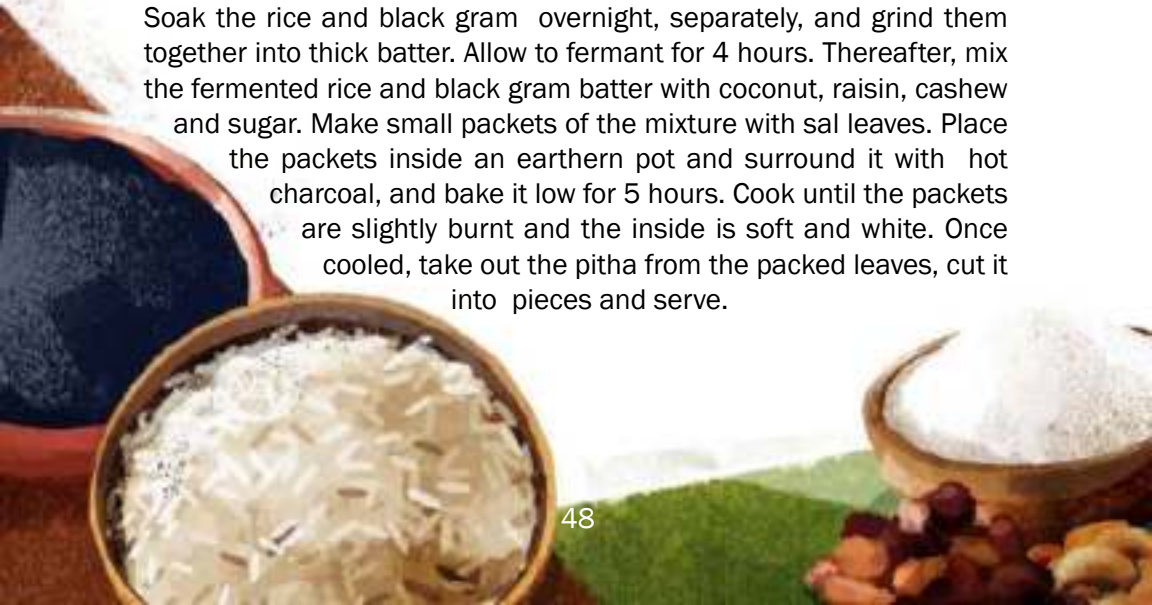 Soak the rice and black gram overnight, separately, and grind them
together into thick batter. Allow to fermant for 4 hours. Thereafter, mix
the fermented rice and black gram batter with coconut, raisin, cashew
and sugar. Make small packets of the mixture with sal leaves. Place
the packets inside an earthern pot and surround it with hot
charcoal, and bake it low for 5 hours. Cook until the packets
are slightly burnt and the inside is soft and white. Once
cooled, take out the pitha from the packed leaves, cut it
into pieces and serve.
48